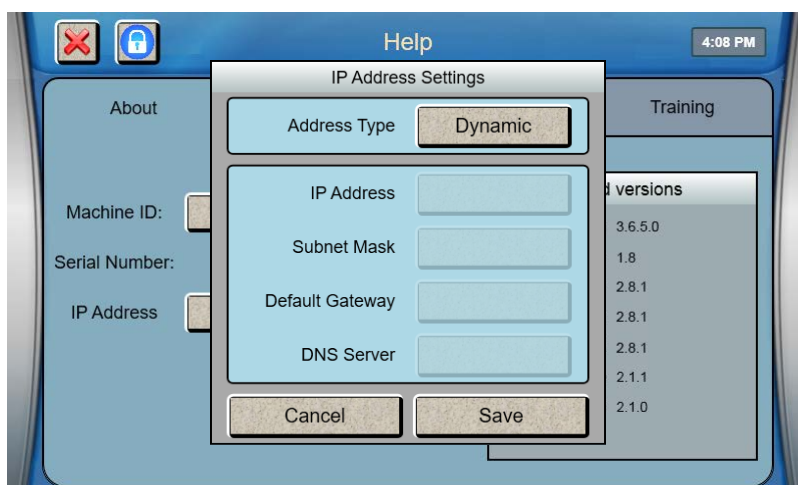 Help
4:08 PM
IP Address Settings
About
Training
Address Type
Dynamic
IP Address
Subnet Mask
Default Gateway
DNS Server
Cancel
Save
Machine ID:
Serial Number:
IP Address
versions
3.6.5.0
1.8
2.8.1
2.8.1
2.8.1
2.1.1
2.1.0